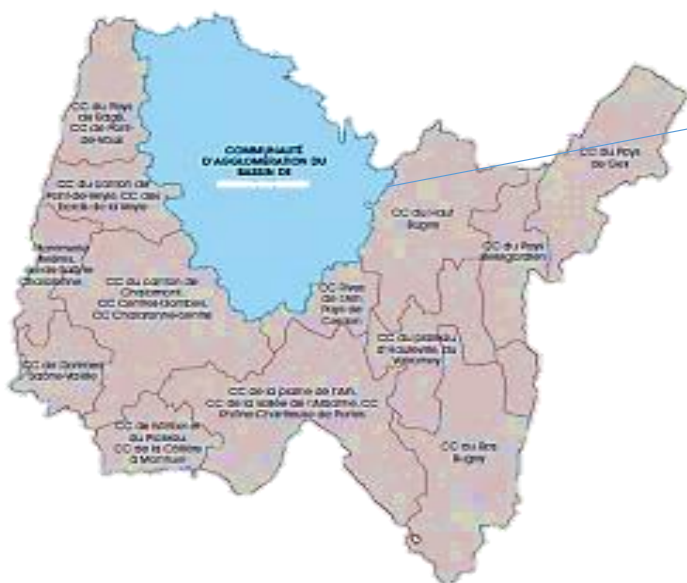 CC du Pays
de Bâgé,
CC de Pont-
de-Vaux
COMMUNAUTÉ
D'AGGLOMÉRATION DU
BASSIN DE
CC du Pays
de Gex
CC du canton de
Pont-de-Veyle, CC des
bords de la Veyle
CC du Haut
Bugey
CC du Pays
Bellegardien
CC du canton de
Chalamont,
CC Centre-Dombes,
CC Chalaronne-Centre
CC Rives
de l'Ain,
Pays de
Cerdon
CC du plateau
d'Hauteville, du
Valromey
CC de Dombes
Saône-Vallée
CC de la plaine de l'Ain,
CC de la vallée de l'Albarine, CC
Rhône-Chartreuse de Portes
CC de
du Plateau,
CC de la Côtière
à Montluel
CC du Bas
Bugey